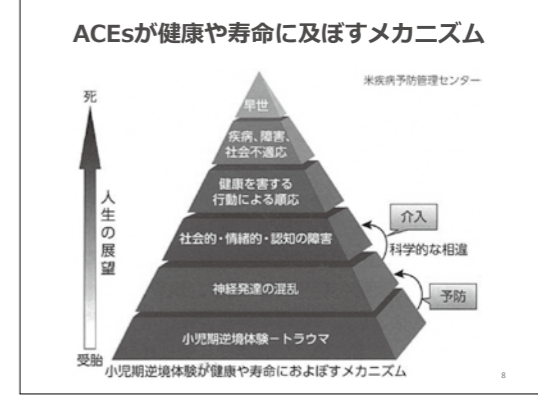 ACEsが健康や寿命に及ぼすメカニズム
米疾病予防管理センター
死
早世
疾病、障害、
社会不適応
健康を害する
行動による順応
人生の展望
介入
社会的・情緒的・認知の障害
科学的な相違
神経発達の混乱
予防
小児期逆境体験－トラウマ
受胎
小児期逆境体験が健康や寿命におよぼすメカニズム
8